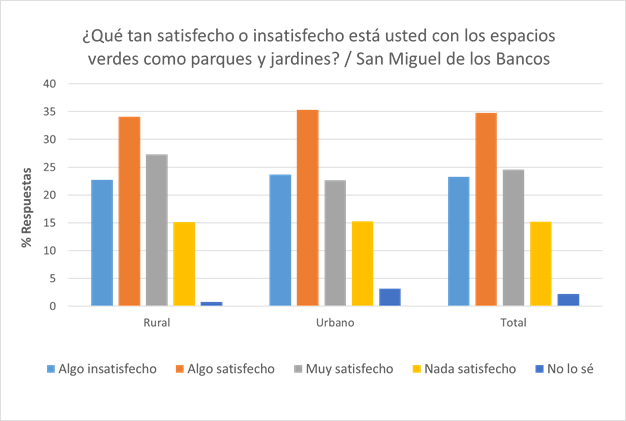 ¿Qué tan satisfecho o insatisfecho está usted con los espacios
verdes como parques y jardines? / San Miguel de los Bancos
40
35
30
25
20
15
10
5
0
% Respuestas
Rural Urbano Total
Algo insatisfecho Algo satisfecho Muy satisfecho Nada satisfecho No lo sé